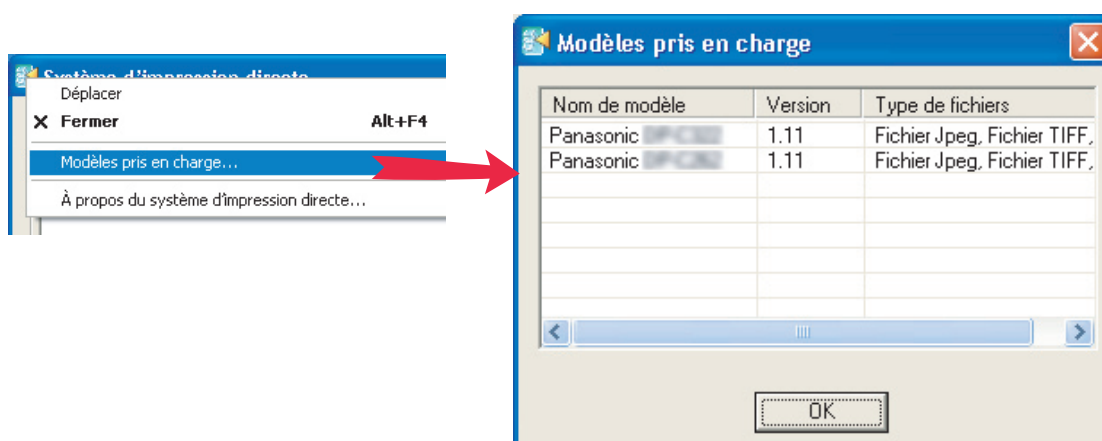 Système d'impression directe
Déplacer
Fermer Alt+F4
Modèles pris en charge...
À propos du système d'impression directe...
Modèles pris en charge
Nom de modèle Version Type de fichiers
Panasonic 1.11 Fichier Jpeg, Fichier TIFF,
Panasonic 1.11 Fichier Jpeg, Fichier TIFF,
OK